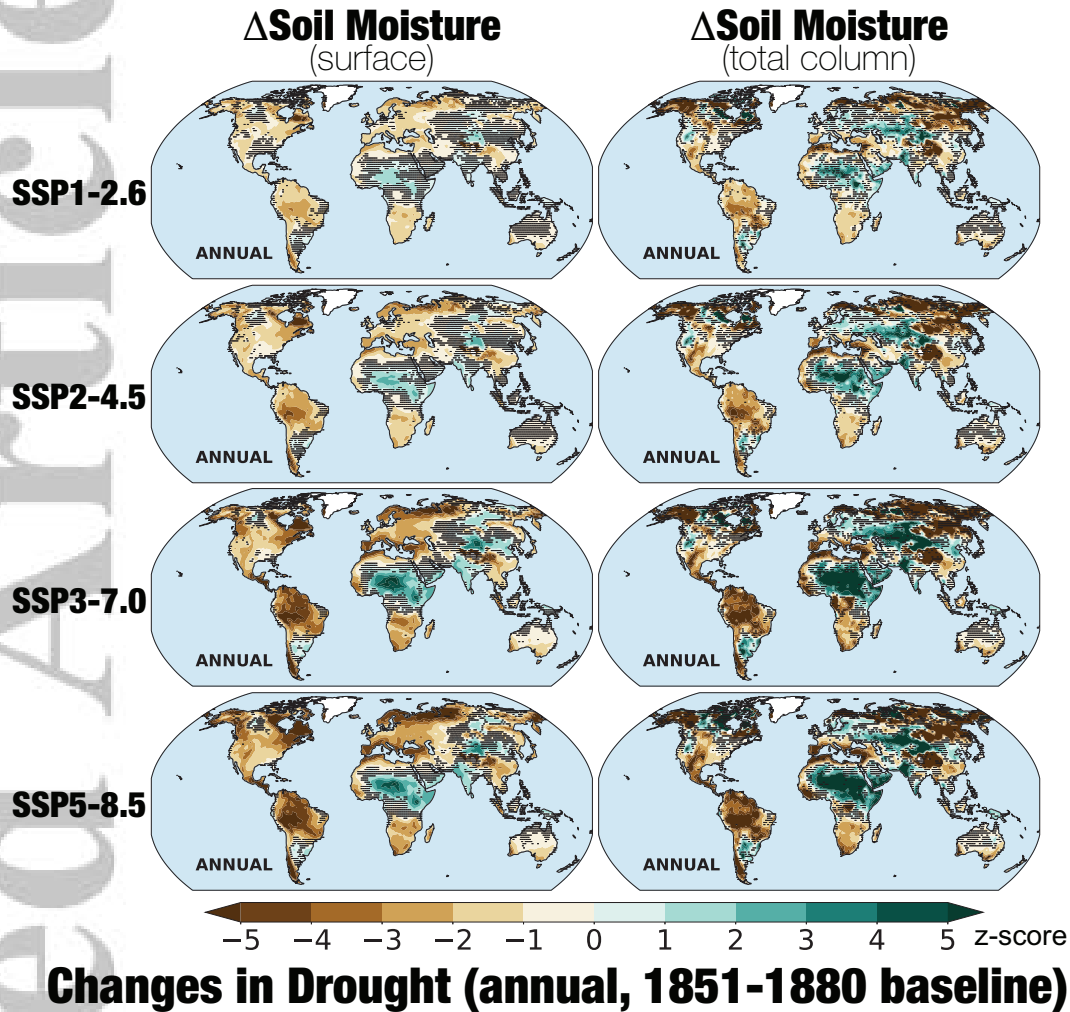 ΔSoil Moisture
(surface)
ΔSoil Moisture
(total column)
SSP1-2.6
ANNUAL
ANNUAL
SSP2-4.5
ANNUAL
ANNUAL
SSP3-7.0
ANNUAL
ANNUAL
SSP5-8.5
ANNUAL
ANNUAL
−5 −4 −3 −2 −1 0 1 2 3 4 5 z-score
Changes in Drought (annual, 1851-1880 baseline)
ed Article